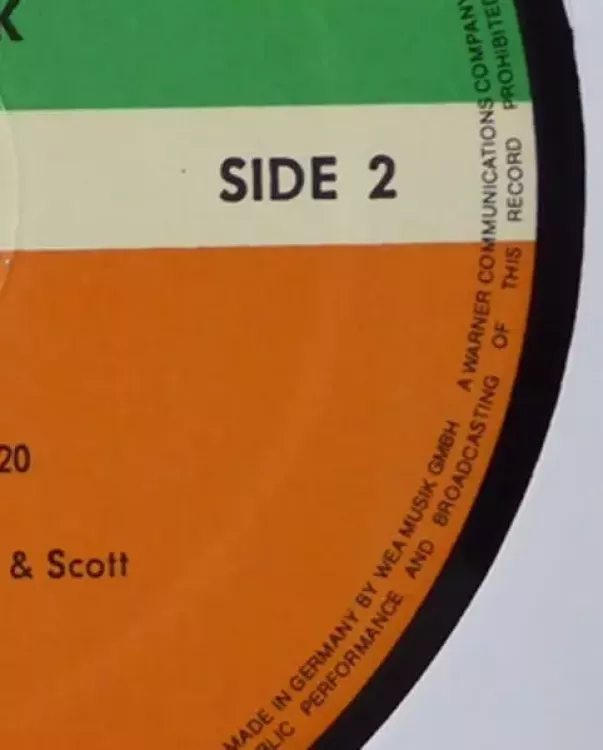 K
SIDE 2
20
& Scott
MADE IN GERMANY BY WEA MUSIK GMBH A WARNER COMMUNICATIONS COMPANY
PERFORMANCE AND BROADCASTING OF THIS RECORD PROHIBITED